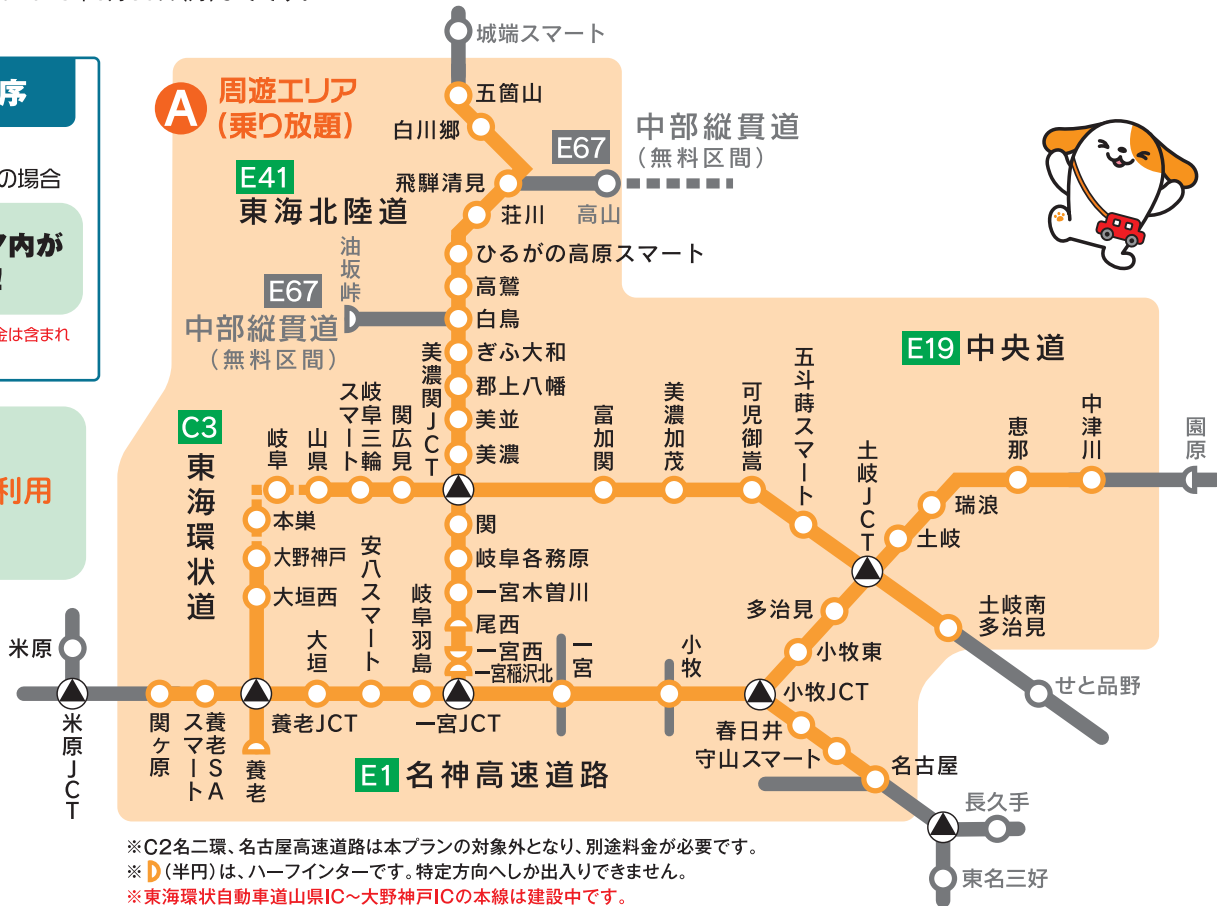 城端スマート
序
A
周遊エリア
(乗り放題)
五箇山
白川郷
E67
中部縦貫道
(無料区間)
の場合
E41
東海北陸道
飛騨清見
高山
荘川
内が
ひるがの高原スマート
油坂峠
高鷲
E67
中部縦貫道
(無料区間)
白鳥
金は含まれ
ぎふ大和
郡上八幡
美並
美濃
美濃関JCT
E19 中央道
C3
東海環状道
岐阜
山県
岐阜三輪
スマート
関広見
富加関
美濃加茂
可児御嵩
五斗蒔スマート
土岐JCT
恵那
中津川
園原
利用
瑞浪
土岐
本巣
大野神戸
大垣西
関
岐阜各務原
一宮木曽川
尾西
一宮西
一宮稲沢北
多治見
小牧東
土岐南
多治見
せと品野
米原
米原JCT
関ヶ原
養老SA
スマート
養老JCT
養老
大垣
安八スマート
岐阜羽島
一宮JCT
一宮
小牧
小牧JCT
春日井
守山スマート
名古屋
長久手
東名三好
E1 名神高速道路
※C2名二環、名古屋高速道路は本プランの対象外となり、別途料金が必要です。
※D(半円)は、ハーフインターです。特定方向へしか出入りできません。
※東海環状自動車道山県IC～大野神戸ICの本線は建設中です。